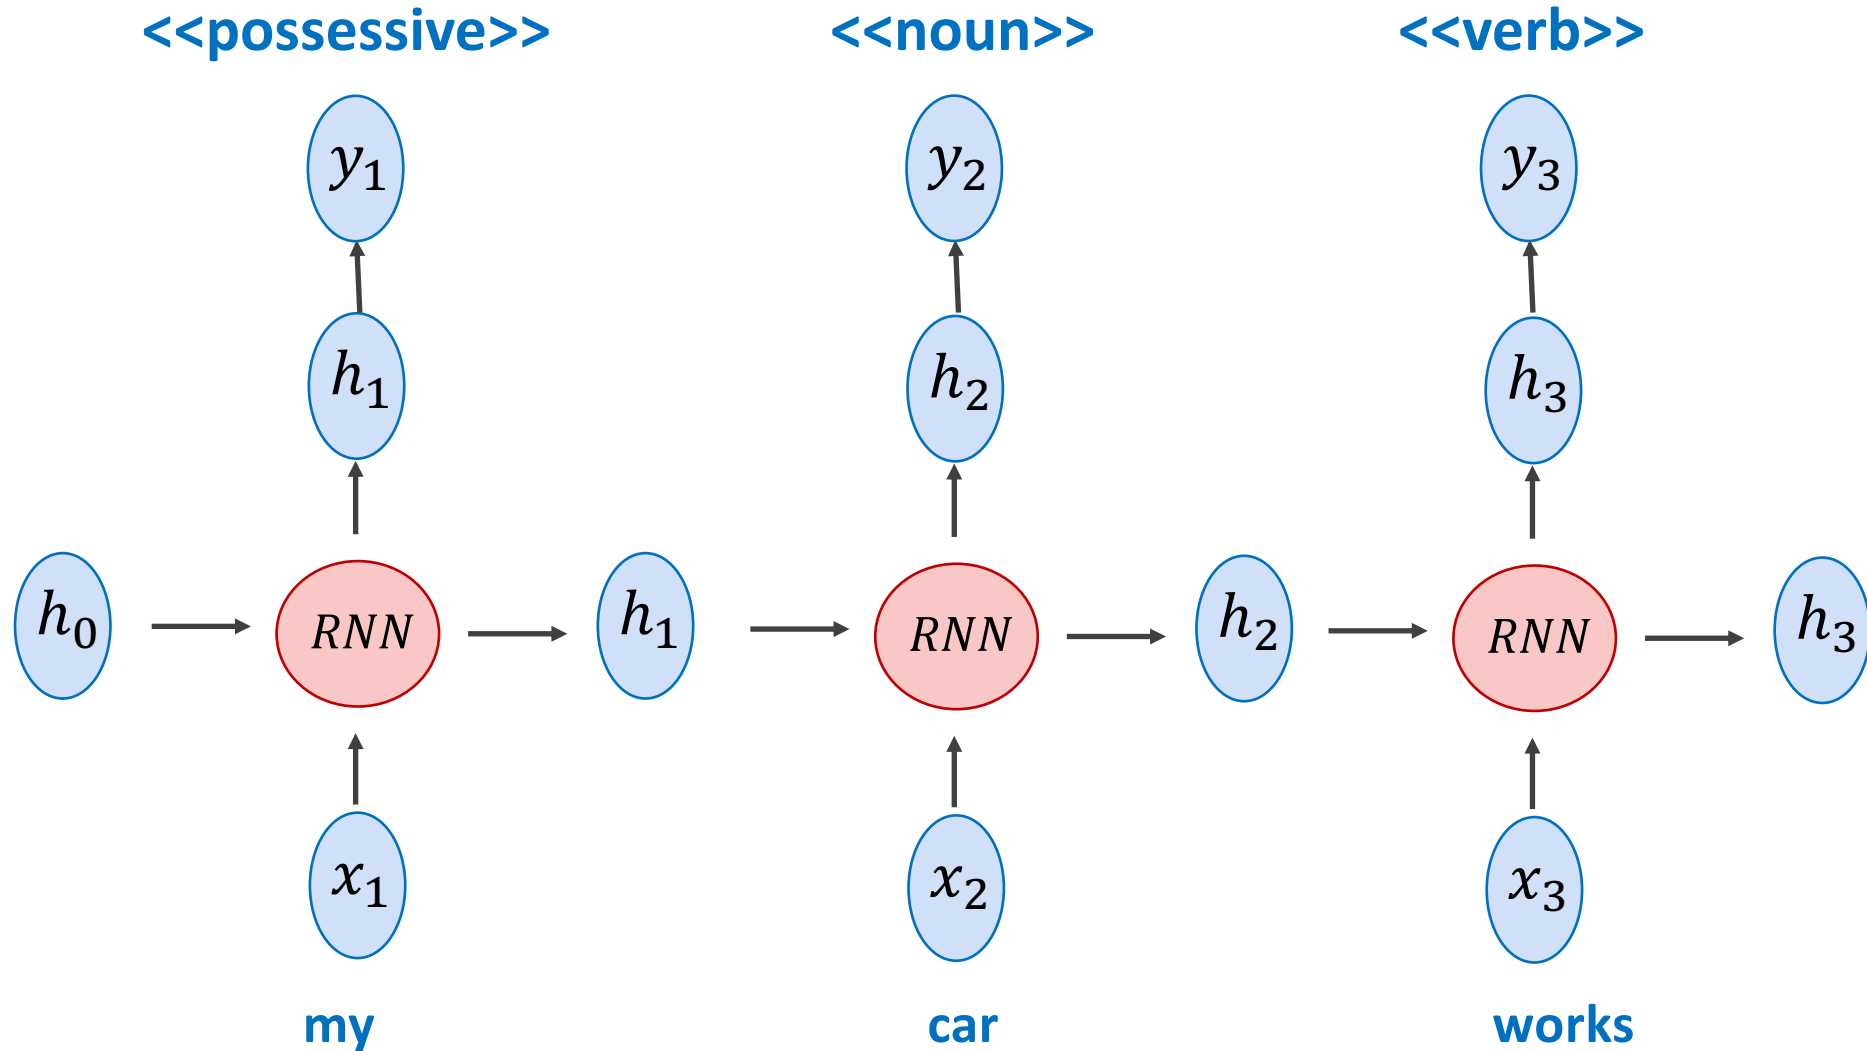 <<possessive>> <<noun>> <<verb>>
y₁ y₂ y₃
h₁ h₂ h₃
h₀ RNN h₁ RNN h₂ RNN h₃
x₁ x₂ x₃
my car works